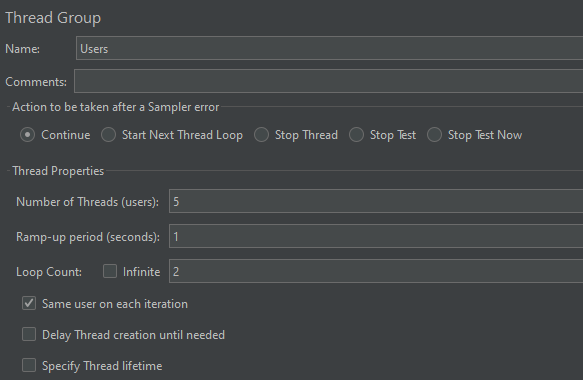 Thread Group
Name: Users
Comments:
Action to be taken after a Sampler error
Continue Start Next Thread Loop Stop Thread Stop Test Stop Test Now
Thread Properties
Number of Threads (users): 5
Ramp-up period (seconds): 1
Loop Count: Infinite 2
Same user on each iteration
Delay Thread creation until needed
Specify Thread lifetime